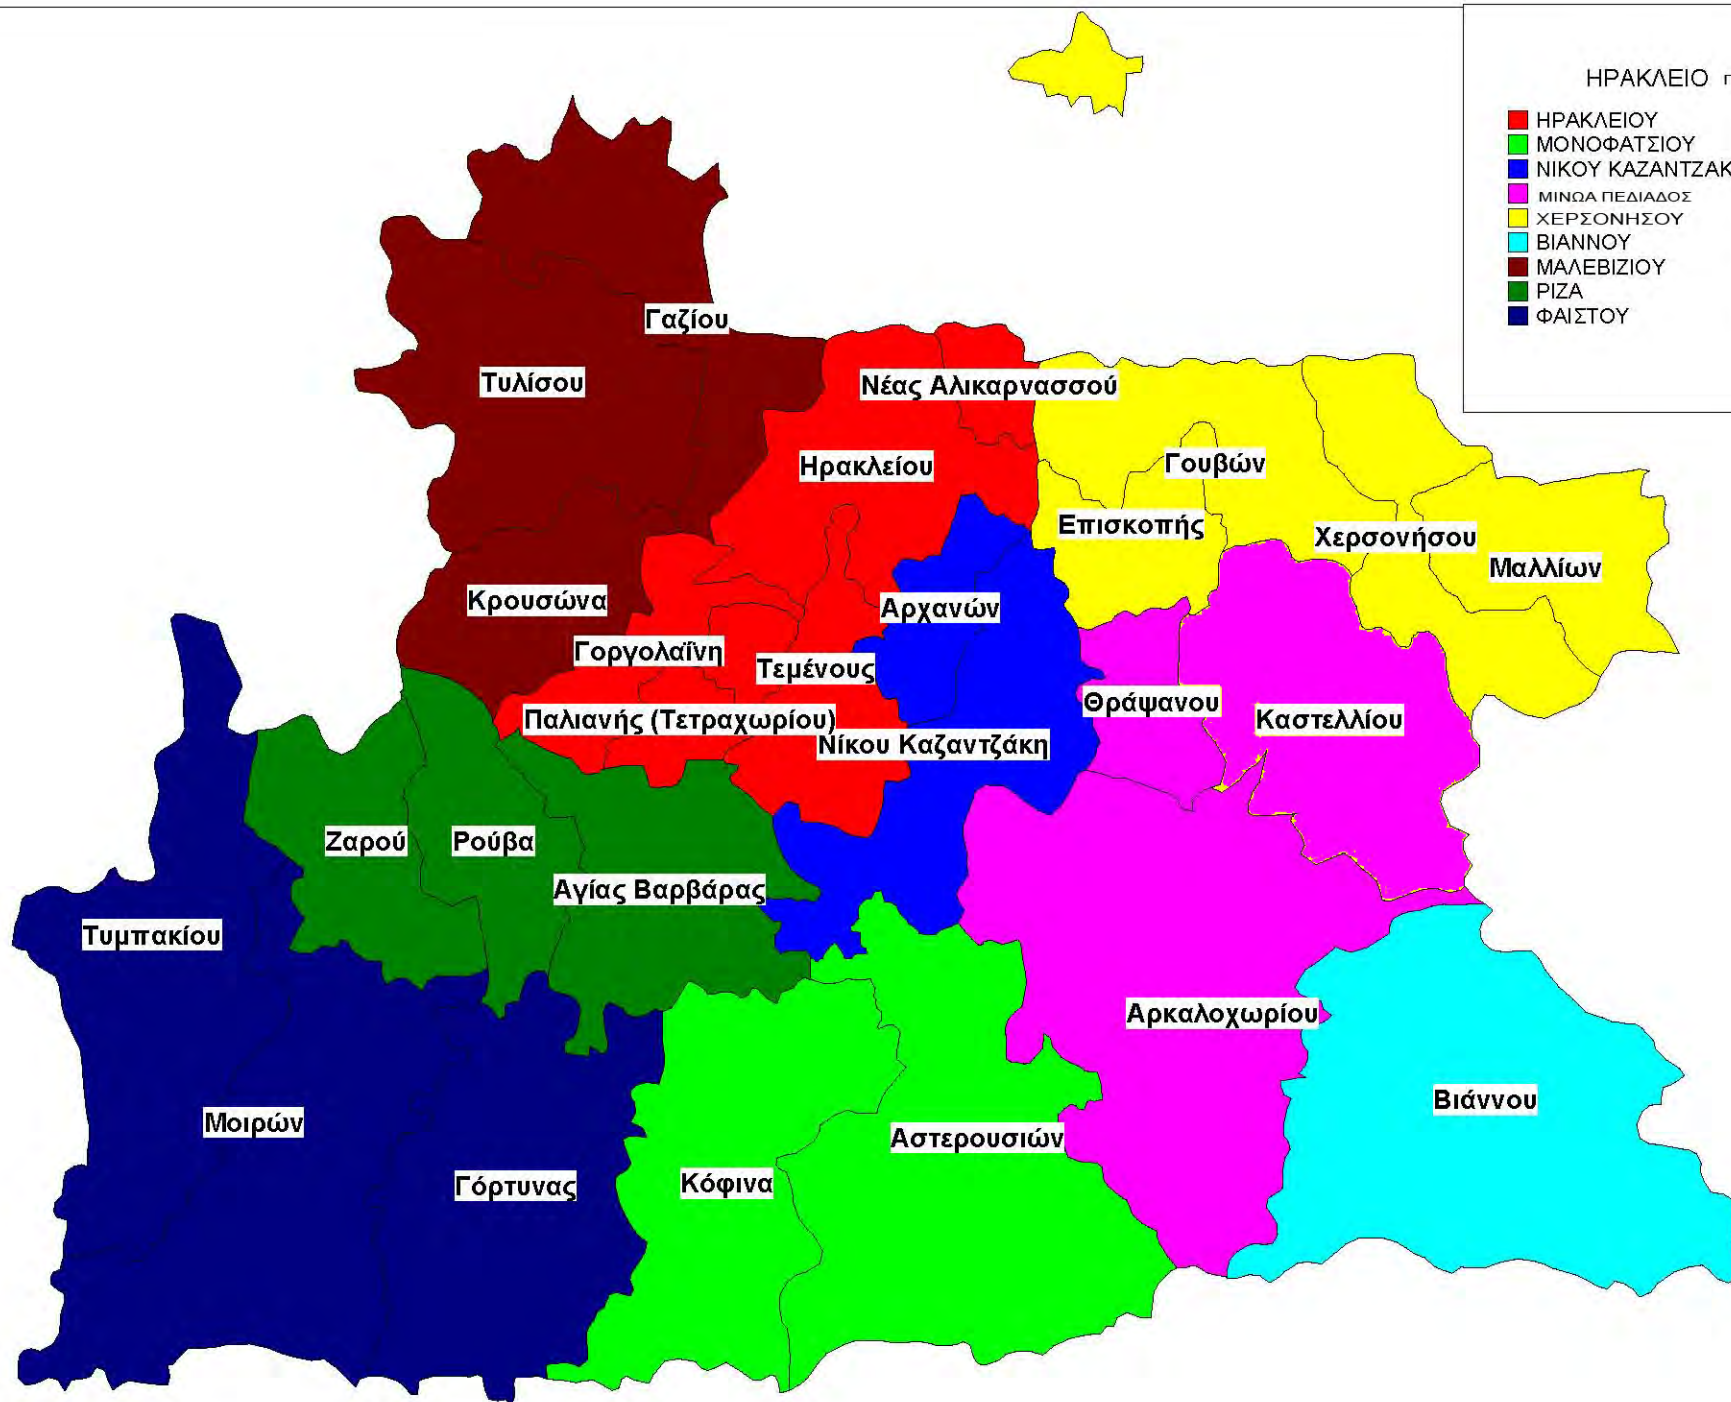 ΗΡΑΚΛΕΙΟ
ΗΡΑΚΛΕΙΟΥ
ΜΟΝΟΦΑΤΣΙΟΥ
ΝΙΚΟΥ ΚΑΖΑΝΤΖΑΚ
ΜΙΝΩΑ ΠΕΔΙΑΔΟΣ
ΧΕΡΣΟΝΗΣΟΥ
ΒΙΑΝΝΟΥ
ΜΑΛΕΒΙΖΙΟΥ
ΡΙΖΑ
ΦΑΙΣΤΟΥ
Γαζίου
Τυλίσου
Νέας Αλικαρνασσού
Ηρακλείου
Γουβών
Επισκοπής
Χερσονήσου
Μαλλίων
Κρουσώνα
Αρχανών
Γοργολαΐνη
Τεμένους
Θράψανου
Παλιανής (Τετραχωρίου)
Καστελλίου
Νίκου Καζαντζάκη
Ζαρού
Ρούβα
Αγίας Βαρβάρας
Τυμπακίου
Αρκαλοχωρίου
Βιάννου
Μοιρών
Αστερουσιών
Γόρτυνας
Κόφινα